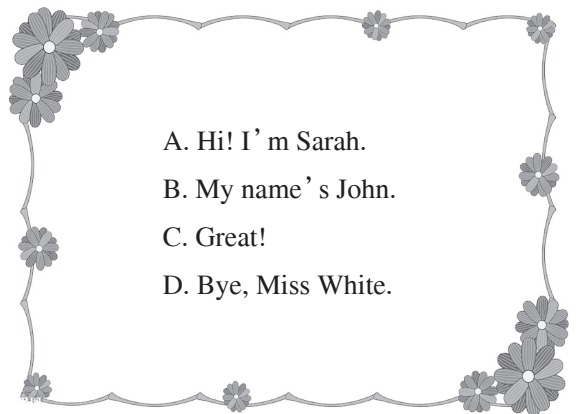 A. Hi! I’m Sarah.
B. My name’s John.
C. Great!
D. Bye, Miss White.